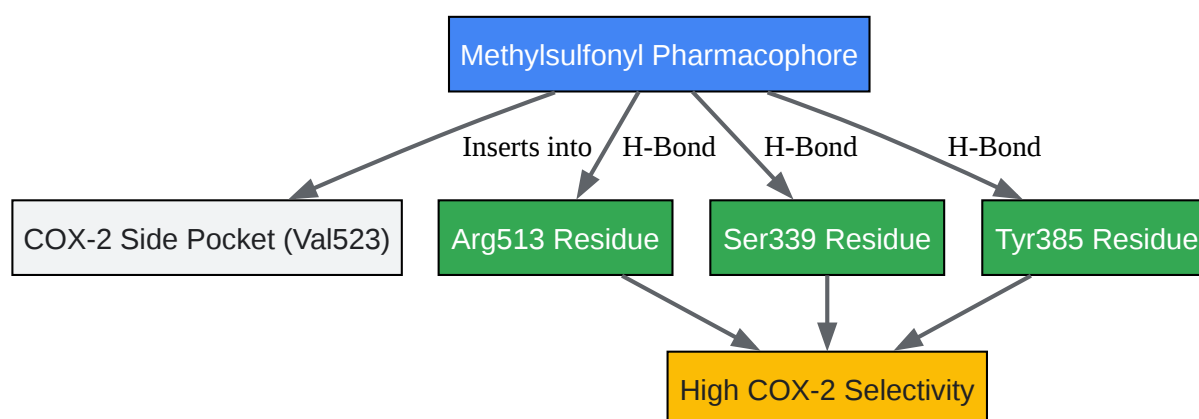 Methylsulfonyl Pharmacophore
Inserts into
H-Bond
H-Bond
H-Bond
COX-2 Side Pocket (Val523)
Arg513 Residue
Ser339 Residue
Tyr385 Residue
High COX-2 Selectivity